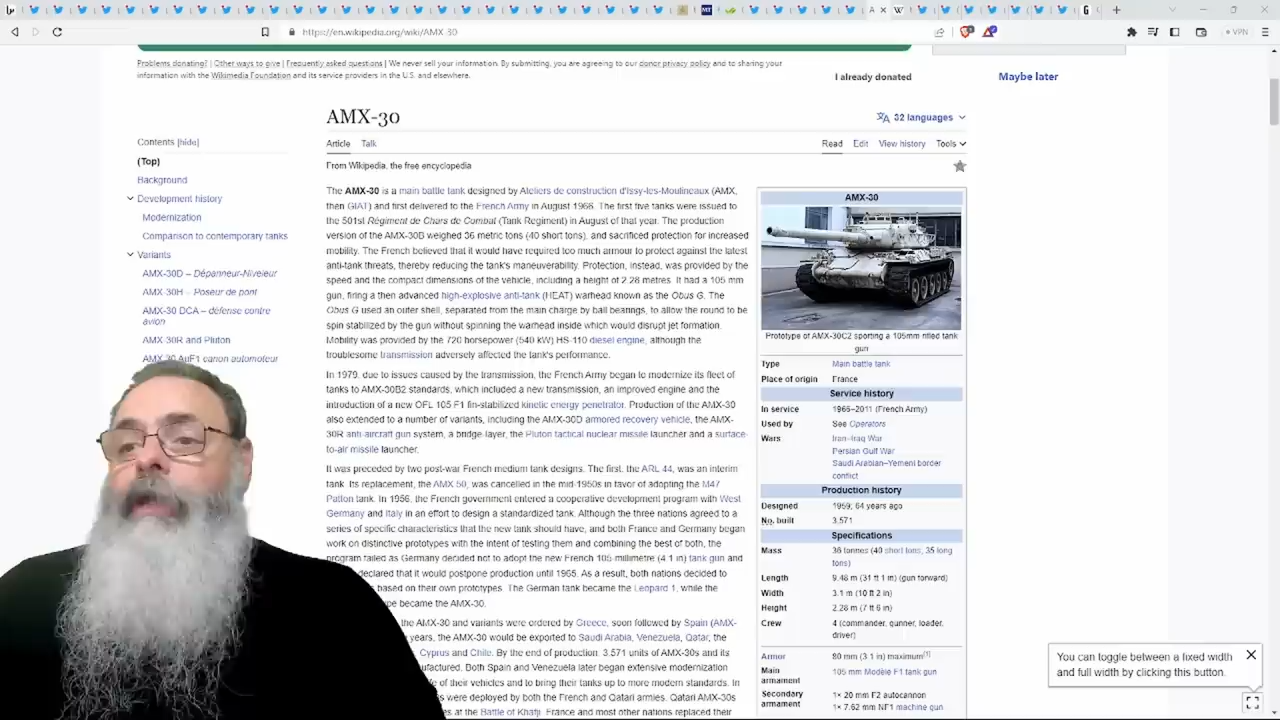 https://en.wikipedia.org/wiki/AMX-30
VPN
Problems donating? | Other ways to give | Frequently asked questions | We never sell your information. By submitting, you are agreeing to our donor privacy policy and to sharing your
information with the Wikimedia Foundation and its service providers in the U.S. and elsewhere.
I already donated
Maybe later
AMX-30
32 languages
Article Talk
Read Edit View history Tools
From Wikipedia, the free encyclopedia
Contents [hide]
(Top)
Background
Development history
Modernization
Comparison to contemporary tanks
Variants
AMX-30D – Dépanneur-Niveleur
AMX-30H – Poseur de pont
AMX-30 DCA – défense contre
avion
AMX-30R and Pluton
AMX-30 AuF1 canon automoteur
The AMX-30 is a main battle tank designed by Ateliers de construction d'Issy-les-Moulineaux (AMX,
then GIAT) and first delivered to the French Army in August 1966. The first five tanks were issued to
the 501st Régiment de Chars de Combat (Tank Regiment) in August of that year. The production
version of the AMX-30B weighed 36 metric tons (40 short tons), and sacrificed protection for increased
mobility. The French believed that it would have required too much armour to protect against the latest
anti-tank threats, thereby reducing the tank's maneuverability. Protection, instead, was provided by the
speed and the compact dimensions of the vehicle, including a height of 2.28 metres. It had a 105 mm
gun, firing a then advanced high-explosive anti-tank (HEAT) warhead known as the Obus G. The
Obus G used an outer shell, separated from the main charge by ball bearings, to allow the round to be
spin stabilized by the gun without spinning the warhead inside which would disrupt jet formation.
Mobility was provided by the 720 horsepower (540 kW) HS-110 diesel engine, although the
troublesome transmission adversely affected the tank's performance.
In 1979, due to issues caused by the transmission, the French Army began to modernize its fleet of
tanks to AMX-30B2 standards, which included a new transmission, an improved engine and the
introduction of a new OFL 105 F1 fin-stabilized kinetic energy penetrator. Production of the AMX-30
also extended to a number of variants, including the AMX-30D armored recovery vehicle, the AMX-
30R anti-aircraft gun system, a bridge-layer, the Pluton tactical nuclear missile launcher and a surface-
to-air missile launcher.
It was preceded by two post-war French medium tank designs. The first, the ARL 44, was an interim
tank. Its replacement, the AMX 50, was cancelled in the mid-1950s in favor of adopting the M47
Patton tank. In 1956, the French government entered a cooperative development program with West
Germany and Italy in an effort to design a standardized tank. Although the three nations agreed to a
series of specific characteristics that the new tank should have, and both France and Germany began
work on distinctive prototypes with the intent of testing them and combining the best of both, the
program failed as Germany decided not to adopt the new French 105-millimetre (4.1 in) tank gun and
declared that it would postpone production until 1965. As a result, both nations decided to
based on their own prototypes. The German tank became the Leopard 1, while the
became the AMX-30.
the AMX-30 and variants were ordered by Greece, soon followed by Spain (AMX-
years, the AMX-30 would be exported to Saudi Arabia, Venezuela, Qatar, the
Cyprus and Chile. By the end of production, 3,571 units of AMX-30s and its
Both Spain and Venezuela later began extensive modernization
life of their vehicles and to bring their tanks up to more modern standards. In
were deployed by both the French and Qatari armies. Qatari AMX-30s
at the Battle of Khafji. France and most other nations replaced their
AMX-30
Prototype of AMX-30C2 sporting a 105mm rifled tank
gun
Type Main battle tank
Place of origin France
Service history
In service 1966–2011 (French Army)
Used by See Operators
Wars Iran–Iraq War
Persian Gulf War
Saudi Arabian–Yemeni border
conflict
Production history
Designed 1959; 64 years ago
No. built 3,571
Specifications
Mass 36 tonnes (40 short tons; 35 long
tons)
Length 9.48 m (31 ft 1 in) (gun forward)
Width 3.1 m (10 ft 2 in)
Height 2.28 m (7 ft 6 in)
Crew 4 (commander, gunner, loader,
driver)
Armor 80 mm (3.1 in) maximum[1]
Main
armament 105 mm Modèle F1 tank gun
Secondary
armament 1× 20 mm F2 autocannon
1× 7.62 mm NF1 machine gun
You can toggle between a fixed width
and full width by clicking this button.